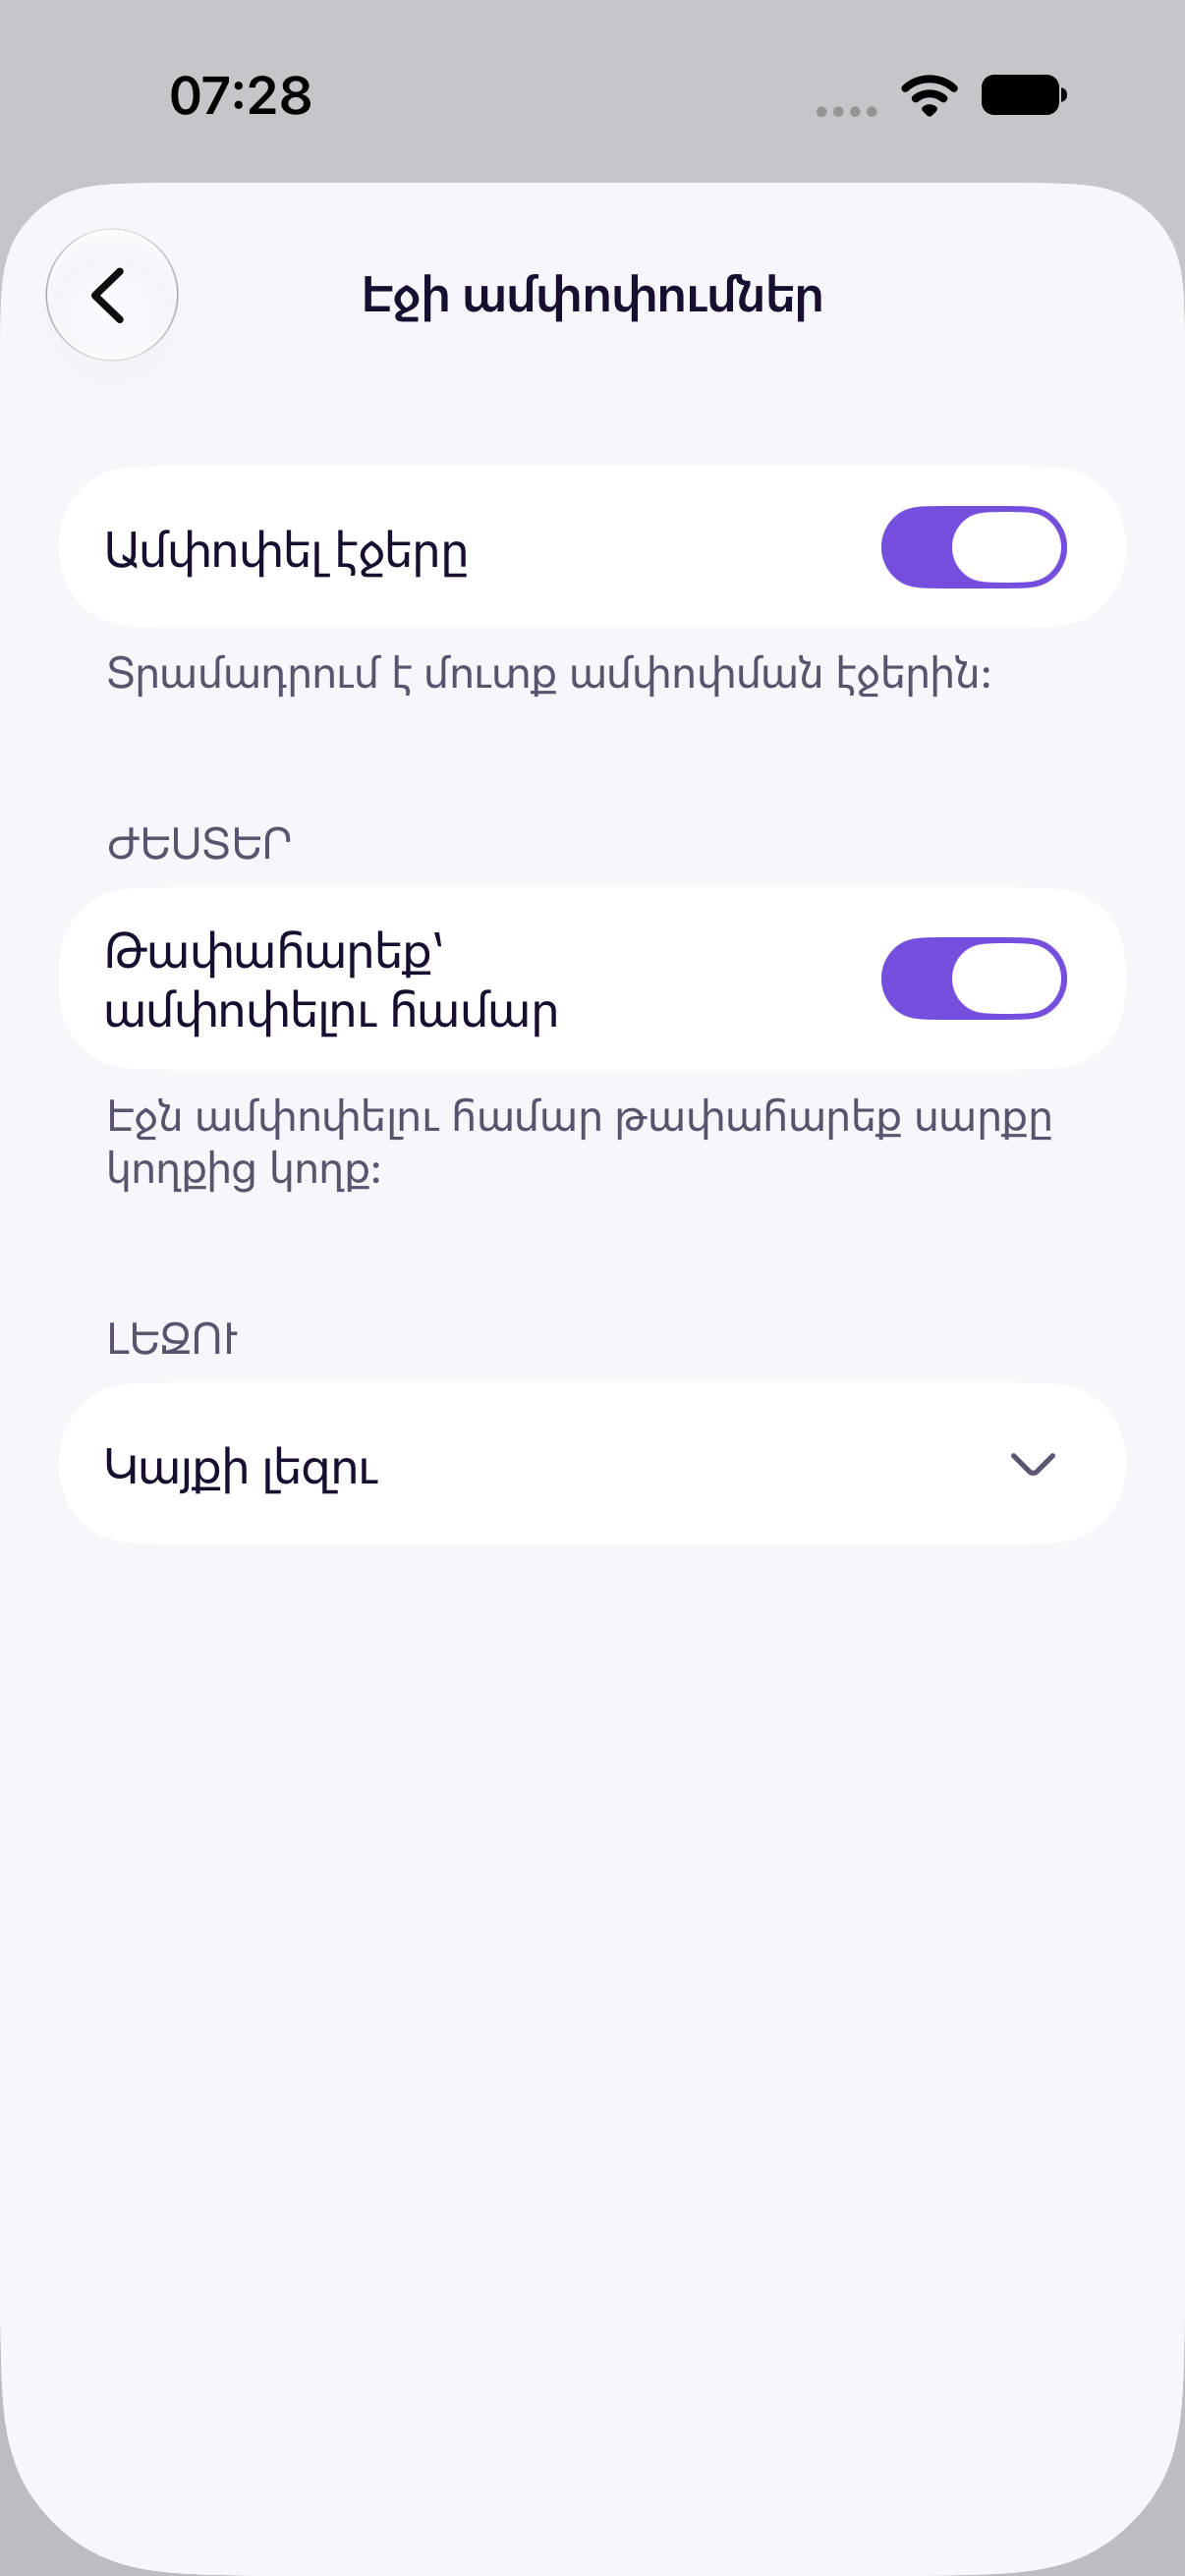 07:28
Էջի ամփոփումներ
Ամփոփել էջերը
Տրամադրում է մուտք ամփոփման էջերին։
ԺԵՍՏԵՐ
Թափահարեք՝
ամփոփելու համար
Էջն ամփոփելու համար թափահարեք սարքը
կողքից կողք։
ԼԵԶՈՒ
Կայքի լեզու